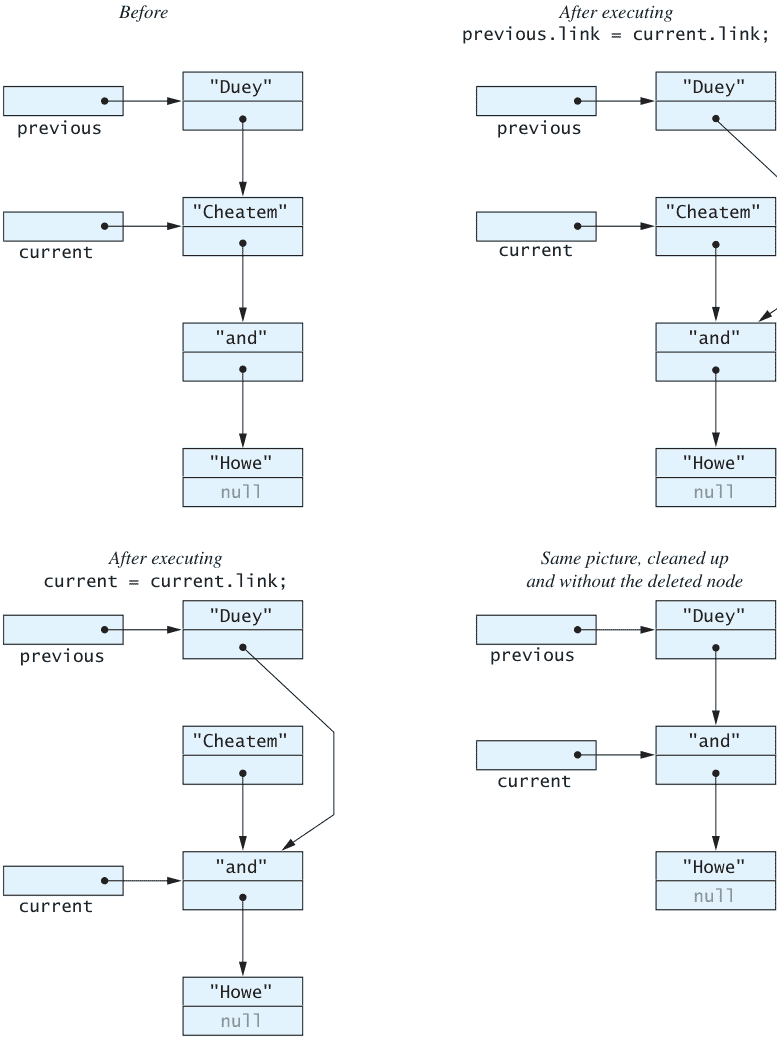 Before
"Duey"
previous
"Cheatem"
current
"and"
"Howe"
null
After executing
previous.link = current.link;
"Duey"
previous
"Cheatem"
current
"and"
"Howe"
null
After executing
current = current.link;
"Duey"
previous
"Cheatem"
"and"
current
"Howe"
null
Same picture, cleaned up
and without the deleted node
"Duey"
previous
"and"
current
"Howe"
null